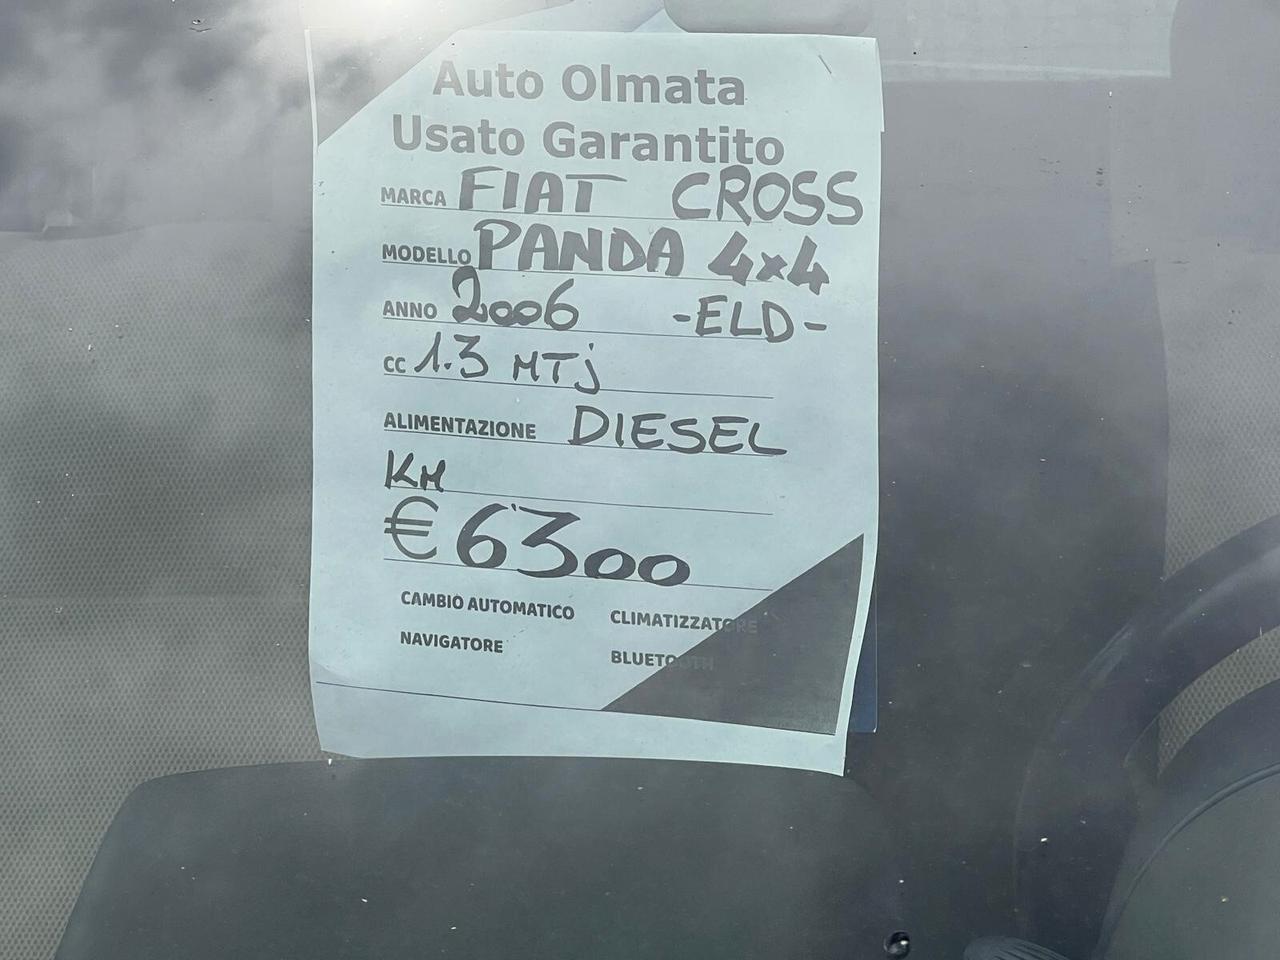 Auto Olmata
Usato Garantito
MARCA FIAT CROSS
MODELLO PANDA 4x4
ANNO 2006 -ELD-
CC 1.3 MTj
ALIMENTAZIONE DIESEL
KM
€ 6300
CAMBIO AUTOMATICO CLIMATIZZATORE
NAVIGATORE BLUETOOTH